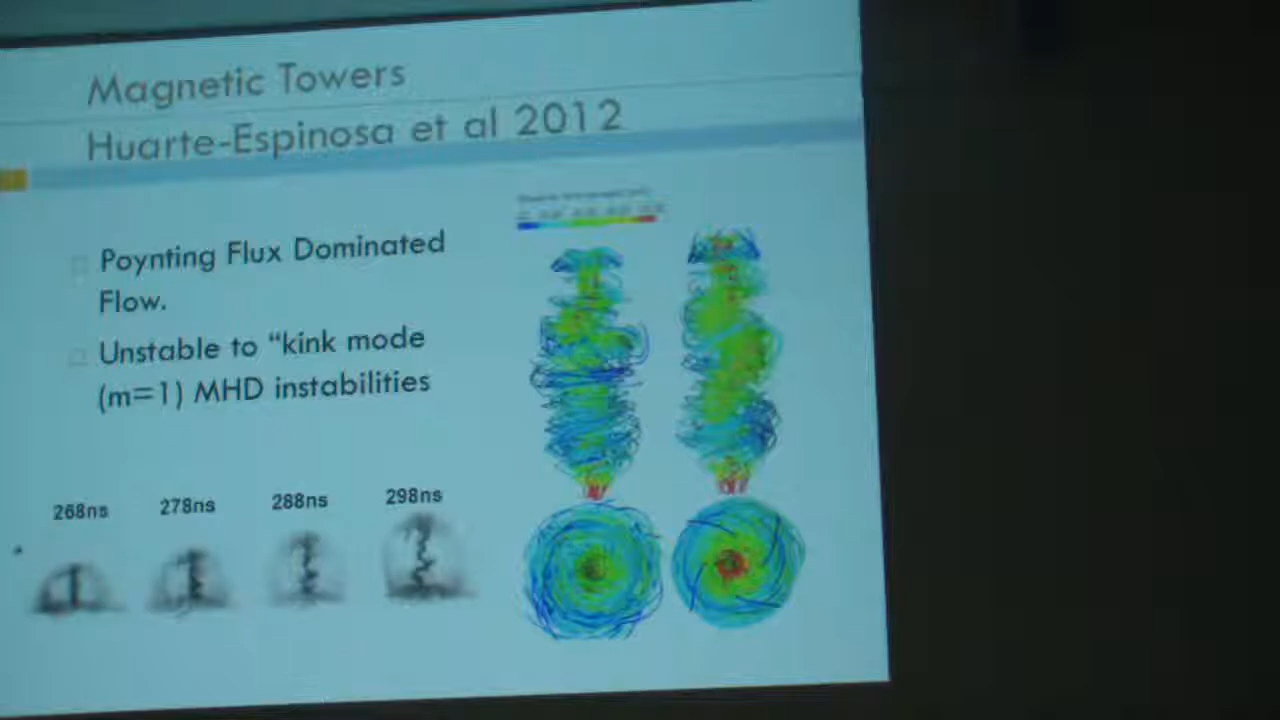 Magnetic Towers
Huarte-Espinosa et al 2012
Poynting Flux Dominated
Flow.
Unstable to “kink mode
(m=1) MHD instabilities
268ns 278ns 288ns 298ns